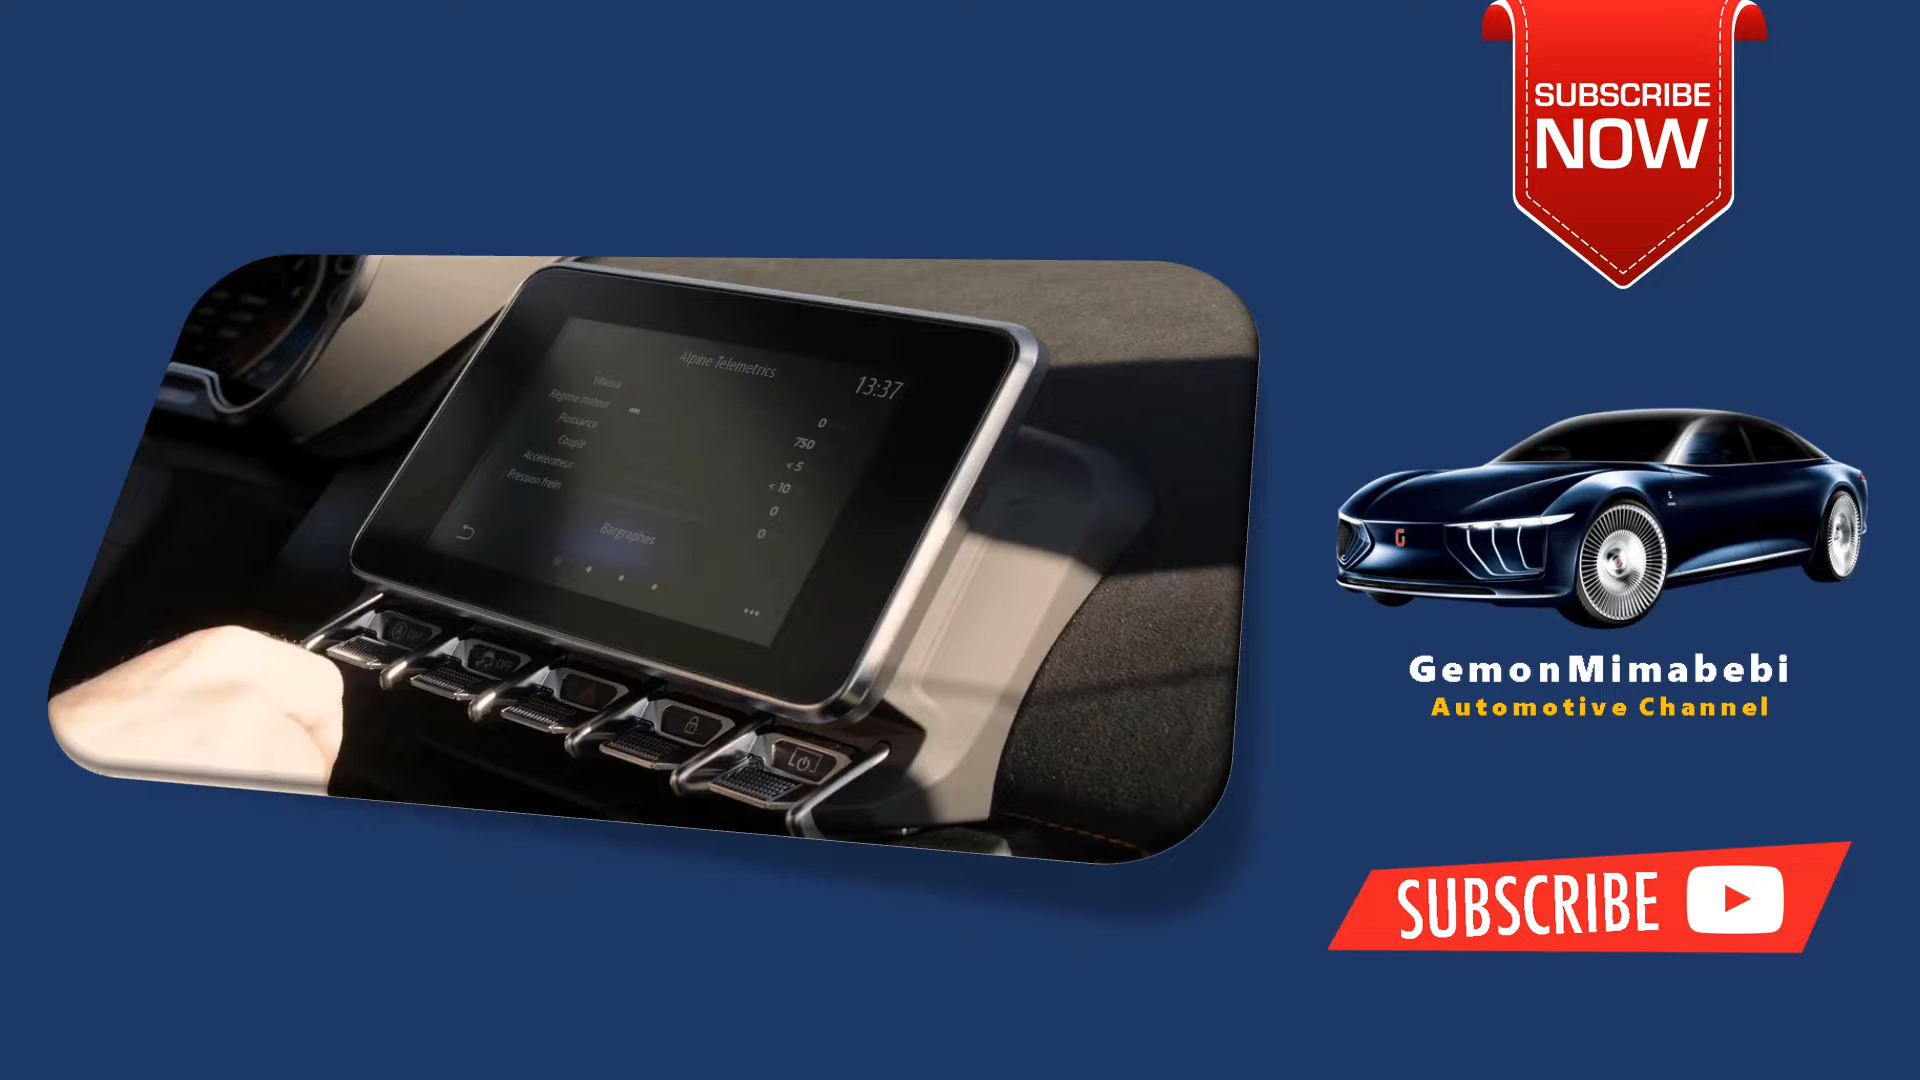 SUBSCRIBE
NOW
Alpine Telemetrics
13:37
Vitesse
0
Régime moteur
750
Puissance
< 5
Couple
< 10
Accélérateur
0
Pression frein
0
Bargraphes
OFF
G
GemonMimabebi
Automotive Channel
SUBSCRIBE